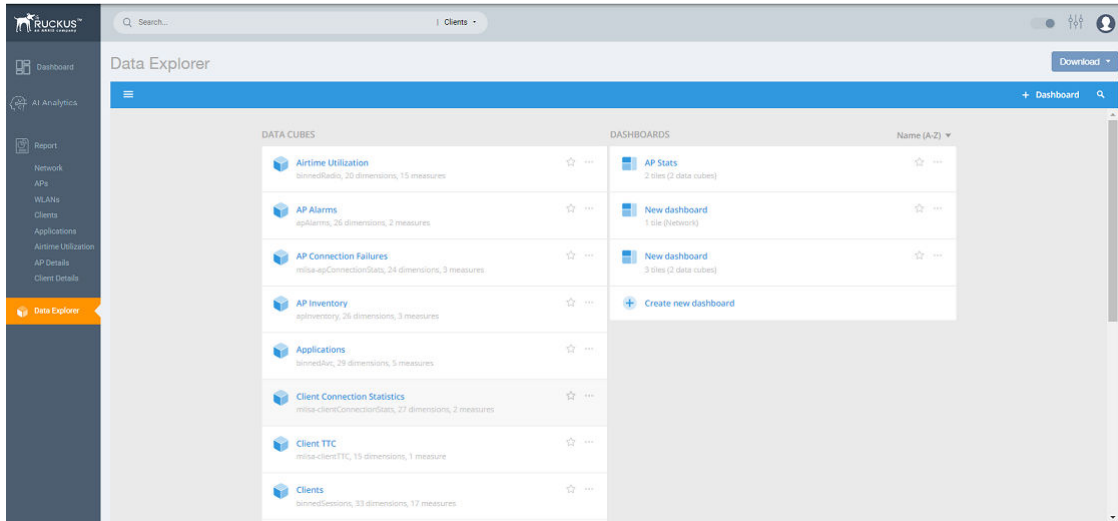 RUCKUS™
an ARRIS company
Search...
| Clients
Dashboard
AI Analytics
Report
Network
APs
WLANs
Clients
Applications
Airtime Utilization
AP Details
Client Details
Data Explorer
Data Explorer
Download
+ Dashboard
DATA CUBES
Airtime Utilization
binnedRadio, 20 dimensions, 15 measures
AP Alarms
apAlarms, 26 dimensions, 2 measures
AP Connection Failures
mlisa-apConnectionStats, 24 dimensions, 3 measures
AP Inventory
apInventory, 26 dimensions, 3 measures
Applications
binnedAvc, 29 dimensions, 5 measures
Client Connection Statistics
mlisa-clientConnectionStats, 27 dimensions, 2 measures
Client TTC
mlisa-clientTTC, 15 dimensions, 1 measure
Clients
binnedSessions, 33 dimensions, 17 measures
DASHBOARDS
Name (A-Z)
AP Stats
2 tiles (2 data cubes)
New dashboard
1 tile (Network)
New dashboard
3 tiles (2 data cubes)
Create new dashboard